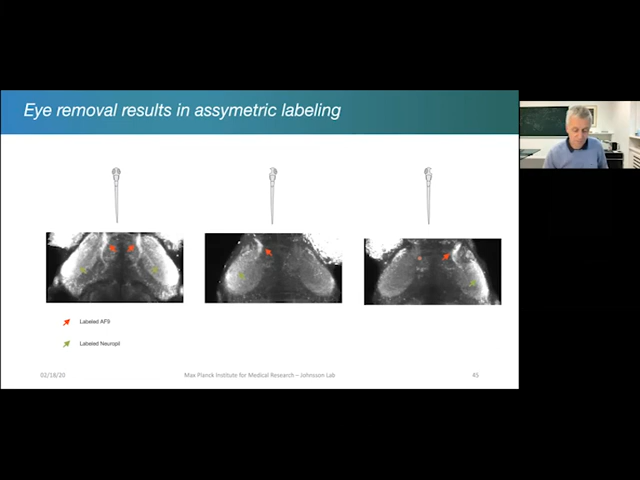 Eye removal results in assymetric labeling
Labeled AF9
Labeled Neuropil
02/18/20
Max Planck Institute for Medical Research – Johnsson Lab
45